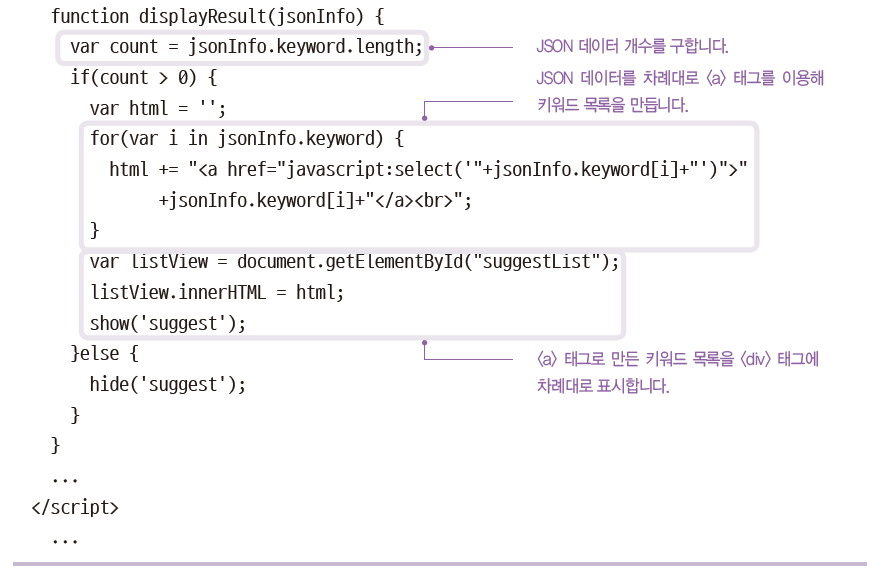 function displayResult(jsonInfo) {
var count = jsonInfo.keyword.length;
JSON 데이터 개수를 구합니다.
if(count > 0) {
JSON 데이터를 차례대로 <a> 태그를 이용해
키워드 목록을 만듭니다.
var html = '';
for(var i in jsonInfo.keyword) {
html += "<a href="javascript:select('"+jsonInfo.keyword[i]+"')">"
+jsonInfo.keyword[i]+"</a><br>";
}
var listView = document.getElementById("suggestList");
listView.innerHTML = html;
show('suggest');
<a> 태그로 만든 키워드 목록을 <div> 태그에
차례대로 표시합니다.
}else {
hide('suggest');
}
}
...
</script>
...